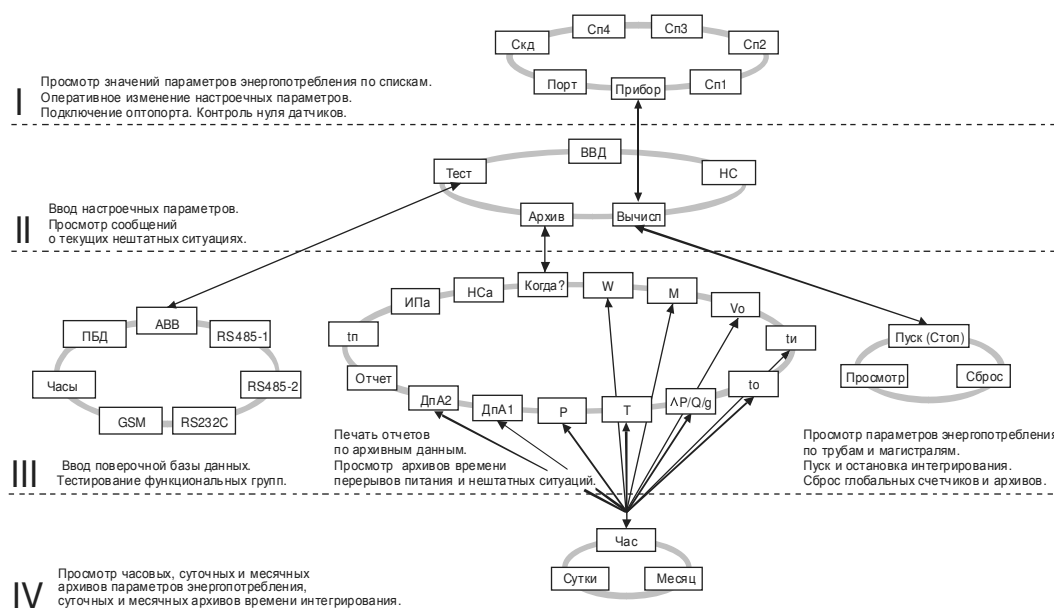 Сп4
Сп3
Скд
Сп2
Порт
Прибор
Сп1
I
Просмотр значений параметров энергопотребления по спискам.
Оперативное изменение настроечных параметров.
Подключение оптопорта. Контроль нуля датчиков.
ВВД
Тест
НС
Архив
Вычисл
II
Ввод настроечных параметров.
Просмотр сообщений
о текущих нештатных ситуациях.
Когда?
W
М
НСа
ИПа
Vo
tп
tи
Отчет
to
ДпА2
ДпА1
Р
Т
ΛP/Q/g
АВВ
ПБД
RS485-1
Часы
RS485-2
GSM
RS232C
Пуск (Стоп)
Просмотр
Сброс
III
Ввод поверочной базы данных.
Тестирование функциональных групп.
Печать отчетов
по архивным данным.
Просмотр архивов времени
перерывов питания и нештатных ситуаций.
Просмотр параметров энергопотребления
по трубам и магистралям.
Пуск и остановка интегрирования.
Сброс глобальных счетчиков и архивов.
Час
Сутки
Месяц
IV
Просмотр часовых, суточных и месячных
архивов параметров энергопотребления,
суточных и месячных архивов времени интегрирования.